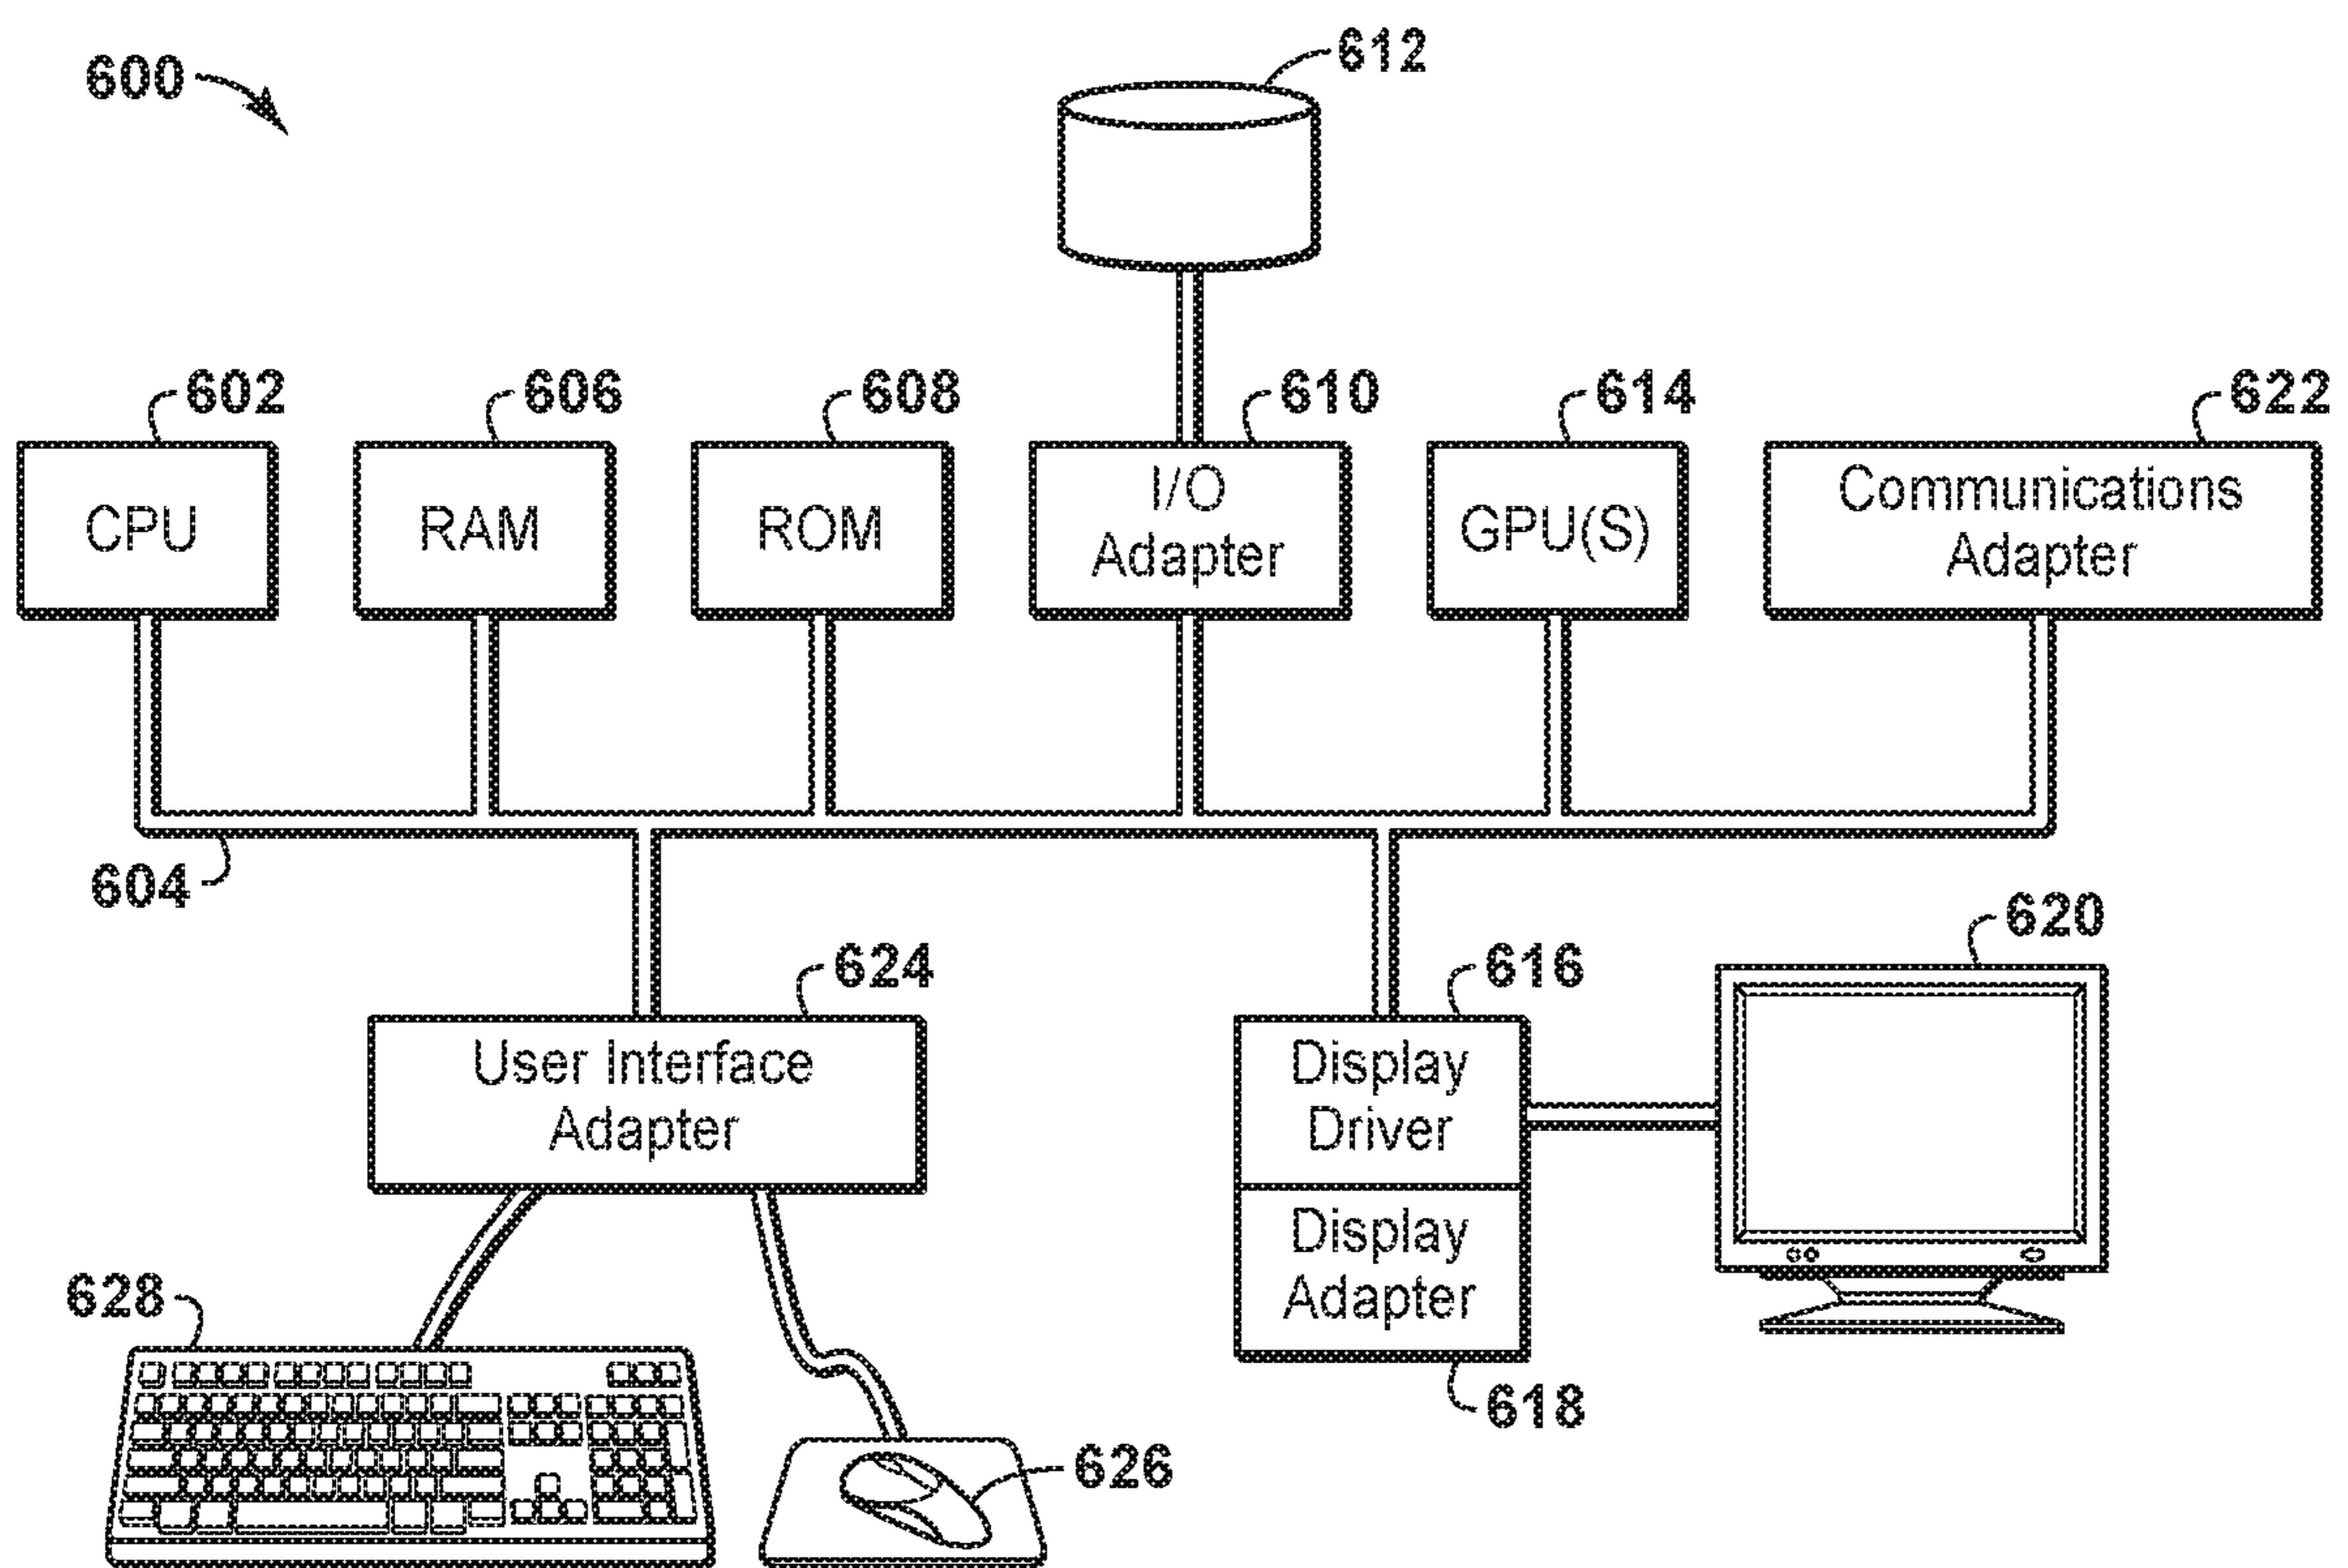 600
612
602
606
608
610
614
622
CPU
RAM
ROM
I/O
Adapter
GPU(S)
Communications
Adapter
604
620
624
616
User Interface
Adapter
Display
Driver
Display
Adapter
628
618
626